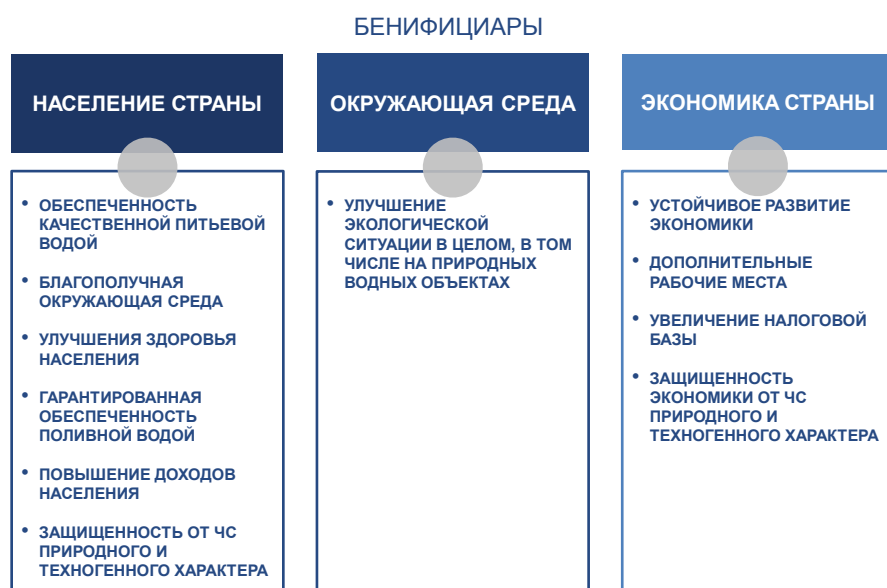 БЕНИФИЦИАРЫ
НАСЕЛЕНИЕ СТРАНЫ
• ОБЕСПЕЧЕННОСТЬ
КАЧЕСТВЕННОЙ ПИТЬЕВОЙ
ВОДОЙ
• БЛАГОПОЛУЧНАЯ
ОКРУЖАЮЩАЯ СРЕДА
• УЛУЧШЕНИЯ ЗДОРОВЬЯ
НАСЕЛЕНИЯ
• ГАРАНТИРОВАННАЯ
ОБЕСПЕЧЕННОСТЬ
ПОЛИВНОЙ ВОДОЙ
• ПОВЫШЕНИЕ ДОХОДОВ
НАСЕЛЕНИЯ
• ЗАЩИЩЕННОСТЬ ОТ ЧС
ПРИРОДНОГО И
ТЕХНОГЕННОГО ХАРАКТЕРА
ОКРУЖАЮЩАЯ СРЕДА
• УЛУЧШЕНИЕ
ЭКОЛОГИЧЕСКОЙ
СИТУАЦИИ В ЦЕЛОМ, В ТОМ
ЧИСЛЕ НА ПРИРОДНЫХ
ВОДНЫХ ОБЪЕКТАХ
ЭКОНОМИКА СТРАНЫ
• УСТОЙЧИВОЕ РАЗВИТИЕ
ЭКОНОМИКИ
• ДОПОЛНИТЕЛЬНЫЕ
РАБОЧИЕ МЕСТА
• УВЕЛИЧЕНИЕ НАЛОГОВОЙ
БАЗЫ
• ЗАЩИЩЕННОСТЬ
ЭКОНОМИКИ ОТ ЧС
ПРИРОДНОГО И
ТЕХНОГЕННОГО ХАРАКТЕРА